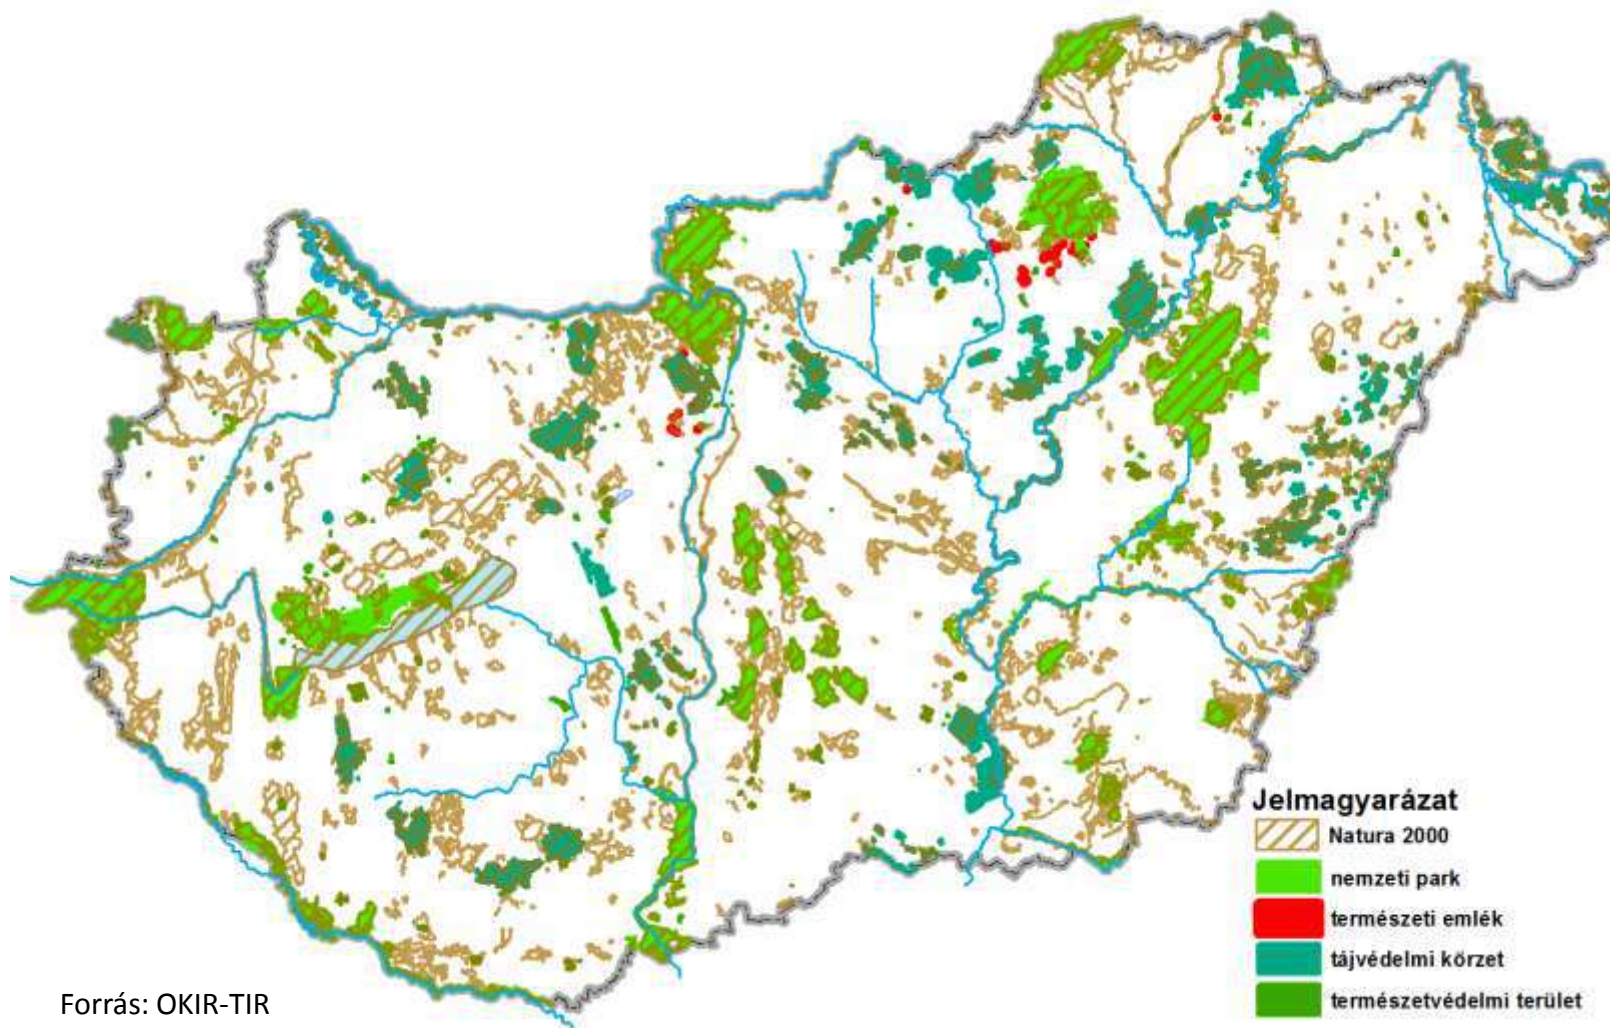 Jelmagyarázat
Natura 2000
nemzeti park
természeti emlék
tájvédelmi körzet
természetvédelmi terület
Forrás: OKIR-TIR